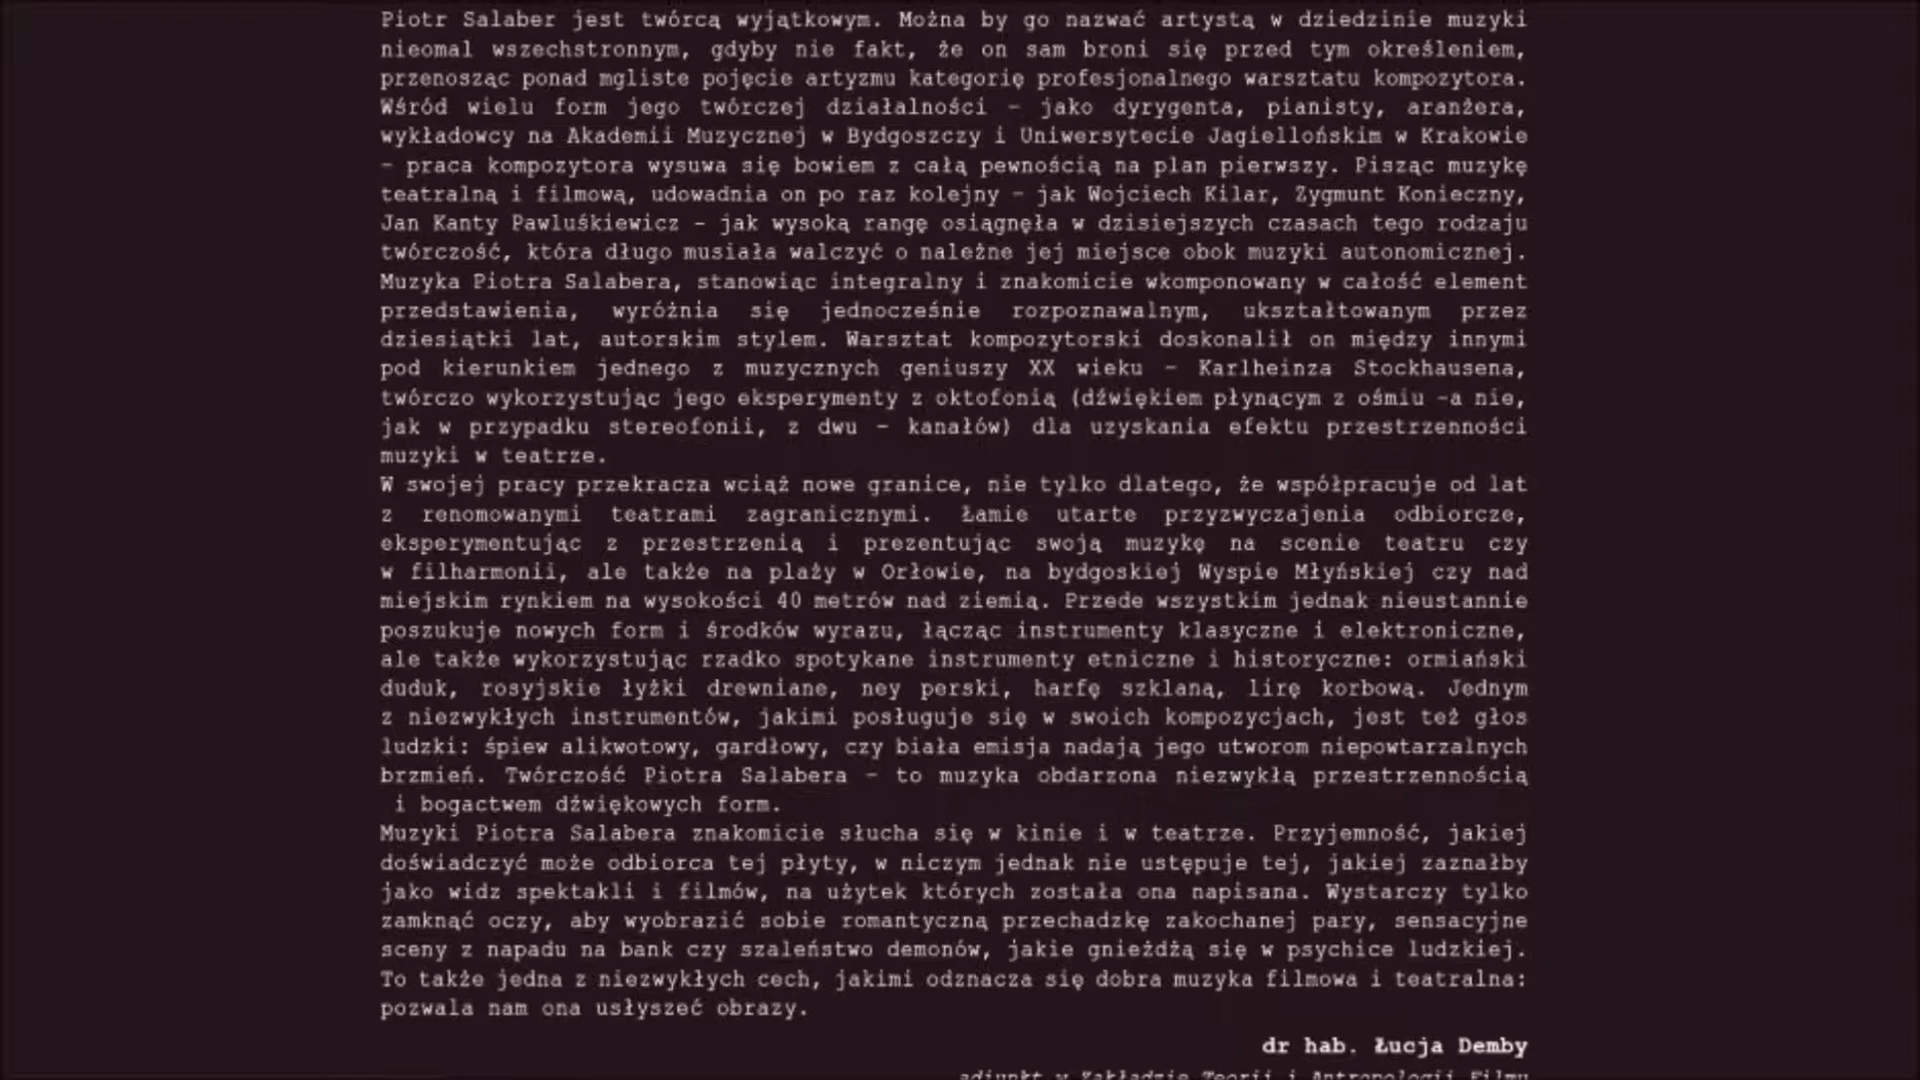 Piotr Salaber jest twórcą wyjątkowym. Można by go nazwać artystą w dziedzinie muzyki
nieomal wszechstronnym, gdyby nie fakt, że on sam broni się przed tym określeniem,
przenosząc ponad mgliste pojęcie artyzmu kategorię profesjonalnego warsztatu kompozytora.
Wśród wielu form jego twórczej działalności – jako dyrygenta, pianisty, aranżera,
wykładowcy na Akademii Muzycznej w Bydgoszczy i Uniwersytecie Jagiellońskim w Krakowie
– praca kompozytora wysuwa się bowiem z całą pewnością na plan pierwszy. Pisząc muzykę
teatralną i filmową, udowadnia on po raz kolejny – jak Wojciech Kilar, Zygmunt Konieczny,
Jan Kanty Pawluśkiewicz – jak wysoką rangę osiągnęła w dzisiejszych czasach tego rodzaju
twórczość, która długo musiała walczyć o należne jej miejsce obok muzyki autonomicznej.
Muzyka Piotra Salabera, stanowiąc integralny i znakomicie wkomponowany w całość element
przedstawienia, wyróżnia się jednocześnie rozpoznawalnym, ukształtowanym przez
dziesiątki lat, autorskim stylem. Warsztat kompozytorski doskonalił on między innymi
pod kierunkiem jednego z muzycznych geniuszy XX wieku – Karlheinza Stockhausena,
twórczo wykorzystując jego eksperymenty z oktofonią (dźwiękiem płynącym z ośmiu -a nie,
jak w przypadku stereofonii, z dwu – kanałów) dla uzyskania efektu przestrzenności
muzyki w teatrze.
W swojej pracy przekracza wciąż nowe granice, nie tylko dlatego, że współpracuje od lat
z renomowanymi teatrami zagranicznymi. Łamie utarte przyzwyczajenia odbiorcze,
eksperymentując z przestrzenią i prezentując swoją muzykę na scenie teatru czy
w filharmonii, ale także na plaży w Orłowie, na bydgoskiej Wyspie Młyńskiej czy nad
miejskim rynkiem na wysokości 40 metrów nad ziemią. Przede wszystkim jednak nieustannie
poszukuje nowych form i środków wyrazu, łącząc instrumenty klasyczne i elektroniczne,
ale także wykorzystując rzadko spotykane instrumenty etniczne i historyczne: ormiański
duduk, rosyjskie łyżki drewniane, ney perski, harfę szklaną, lirę korbową. Jednym
z niezwykłych instrumentów, jakimi posługuje się w swoich kompozycjach, jest też głos
ludzki: śpiew alikwotowy, gardłowy, czy biała emisja nadają jego utworom niepowtarzalnych
brzmień. Twórczość Piotra Salabera – to muzyka obdarzona niezwykłą przestrzennością
i bogactwem dźwiękowych form.
Muzyki Piotra Salabera znakomicie słucha się w kinie i w teatrze. Przyjemność, jakiej
doświadczyć może odbiorca tej płyty, w niczym jednak nie ustępuje tej, jakiej zaznałby
jako widz spektakli i filmów, na użytek których została ona napisana. Wystarczy tylko
zamknąć oczy, aby wyobrazić sobie romantyczną przechadzkę zakochanej pary, sensacyjne
sceny z napadu na bank czy szaleństwo demonów, jakie gnieżdżą się w psychice ludzkiej.
To także jedna z niezwykłych cech, jakimi odznacza się dobra muzyka filmowa i teatralna:
pozwala nam ona usłyszeć obrazy.
dr hab. Łucja Demby
adiunkt w Zakładzie Teorii i Antropologii Filmu